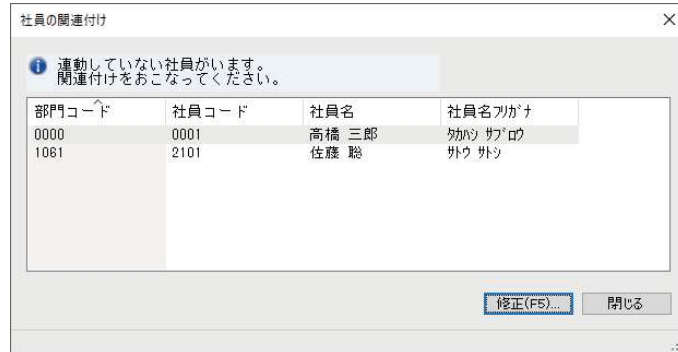 社員の関連付け
連動していない社員がいます。
関連付けをおこなってください。
部門コード 社員コード 社員名 社員名ﾌﾘｶﾞﾅ
0000 0001 高橋 三郎 ﾀｶﾊｼ ｻﾌﾞﾛｳ
1061 2101 佐藤 聡 ｻﾄｳ ｻﾄｼ
修正(F5)... 閉じる